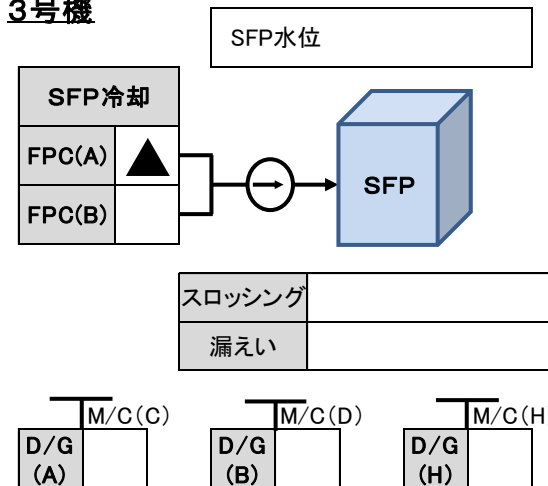 3号機
SFP水位
SFP冷却
FPC(A) ▲
FPC(B)
SFP
スロッシング
漏えい
M/C(C) M/C(D) M/C(H
D/G D/G D/G
(A) (B) (H)